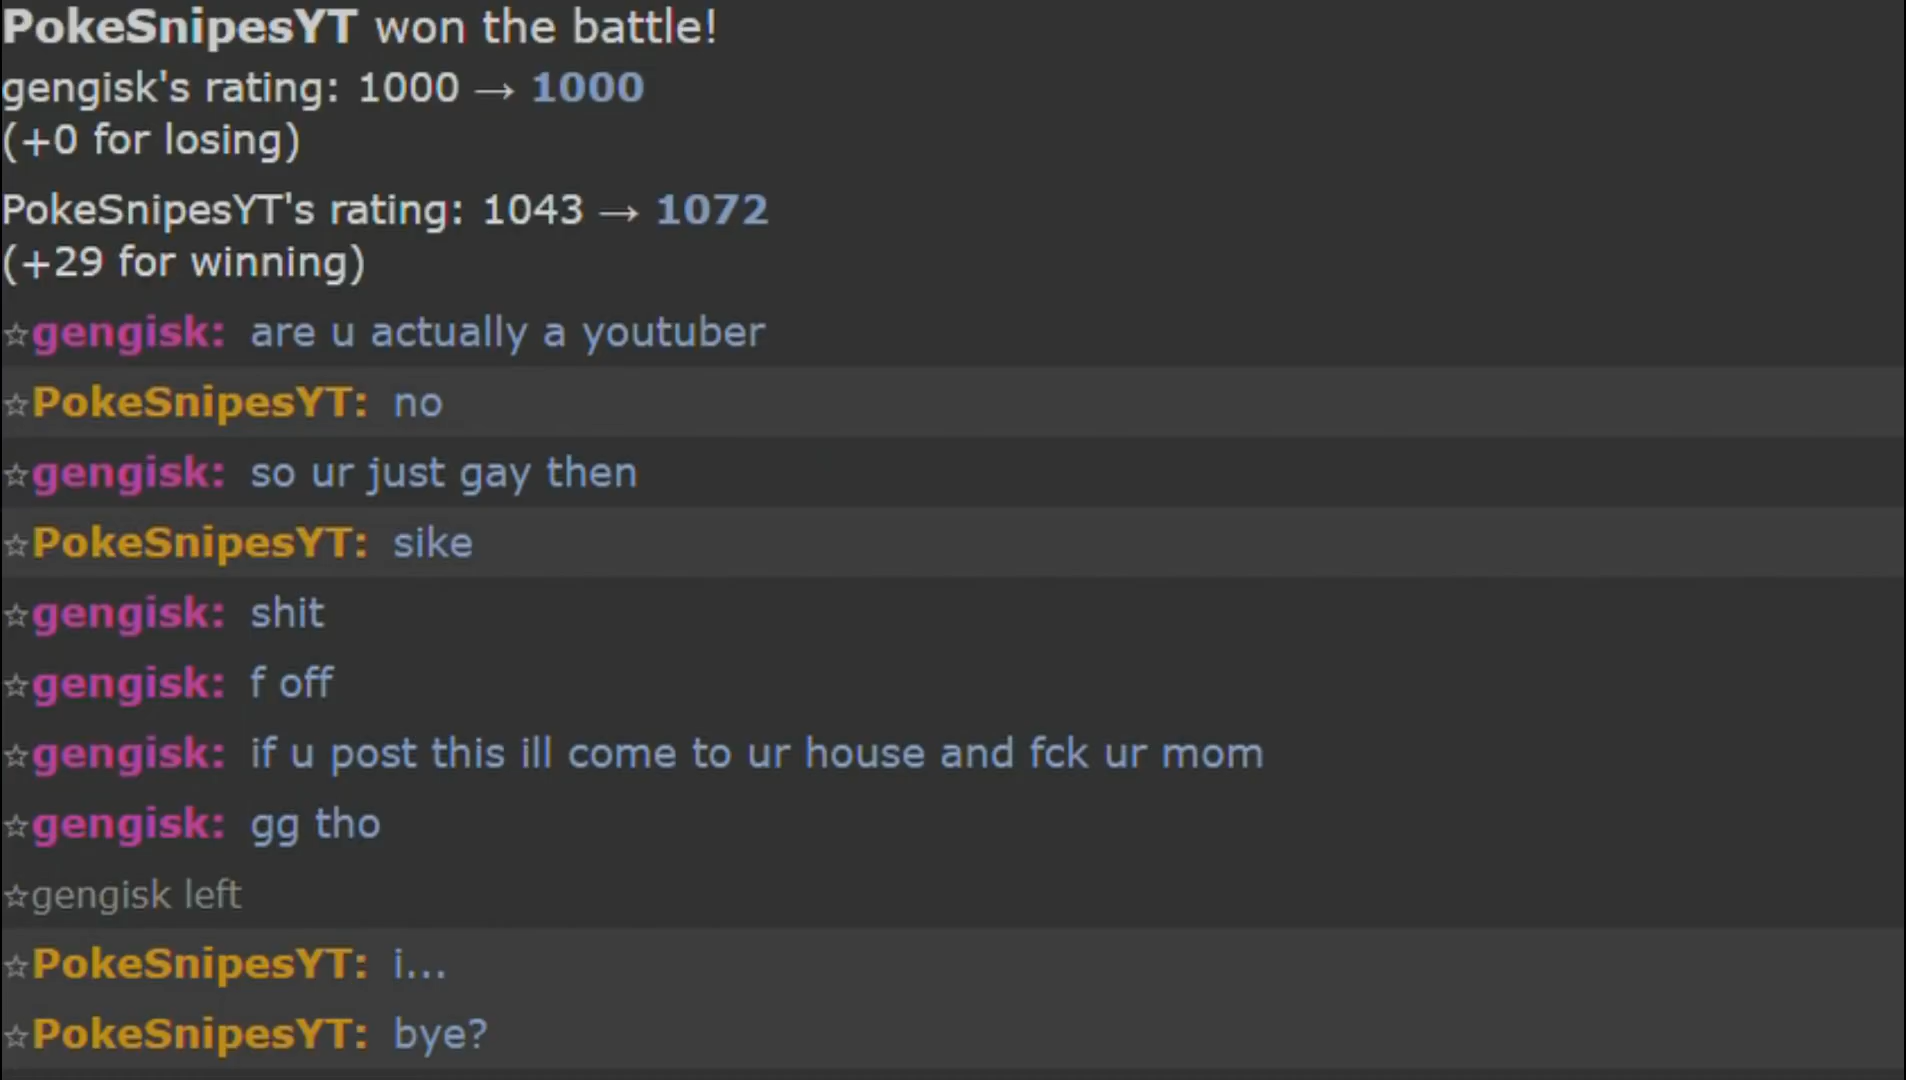 PokeSnipesYT won the battle!
gengisk's rating: 1000 → 1000
(+0 for losing)
PokeSnipesYT's rating: 1043 → 1072
(+29 for winning)
☆gengisk: are u actually a youtuber
☆PokeSnipesYT: no
☆gengisk: so ur just gay then
☆PokeSnipesYT: sike
☆gengisk: shit
☆gengisk: f off
☆gengisk: if u post this ill come to ur house and fck ur mom
☆gengisk: gg tho
☆gengisk left
☆PokeSnipesYT: i...
☆PokeSnipesYT: bye?